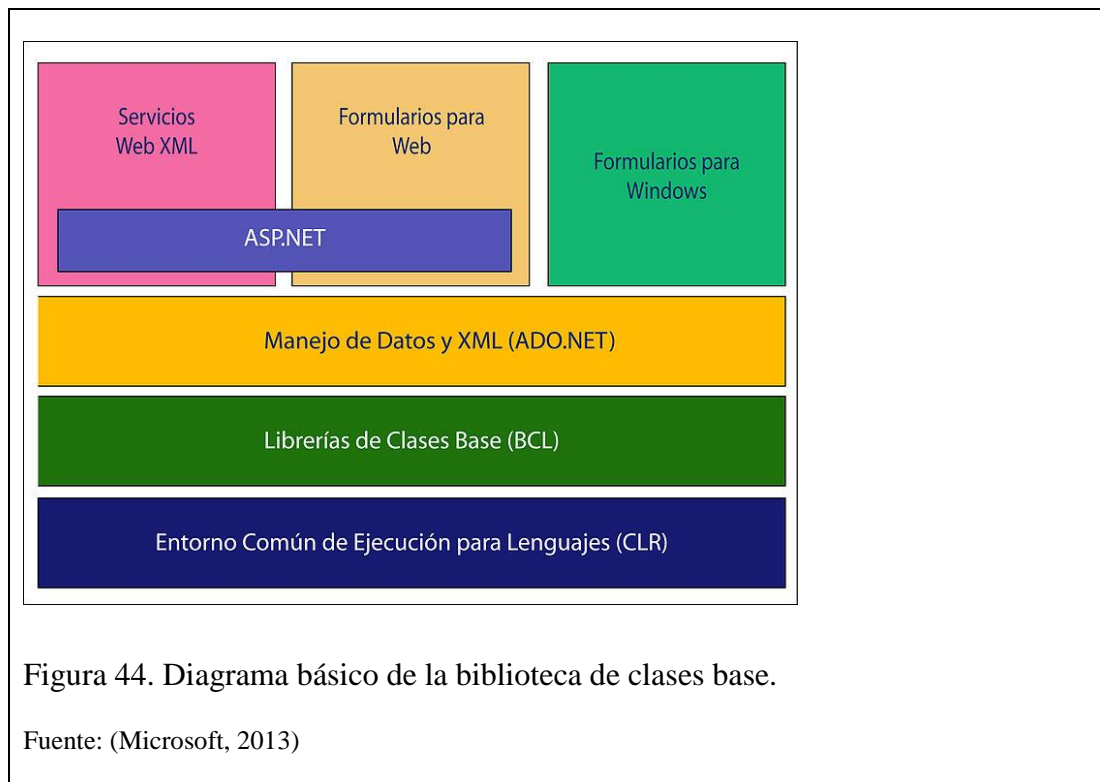 Servicios
Web XML
Formularios para
Web
Formularios para
Windows
ASP.NET
Manejo de Datos y XML (ADO.NET)
Librerías de Clases Base (BCL)
Entorno Común de Ejecución para Lenguajes (CLR)
Figura 44. Diagrama básico de la biblioteca de clases base.
Fuente: (Microsoft, 2013)